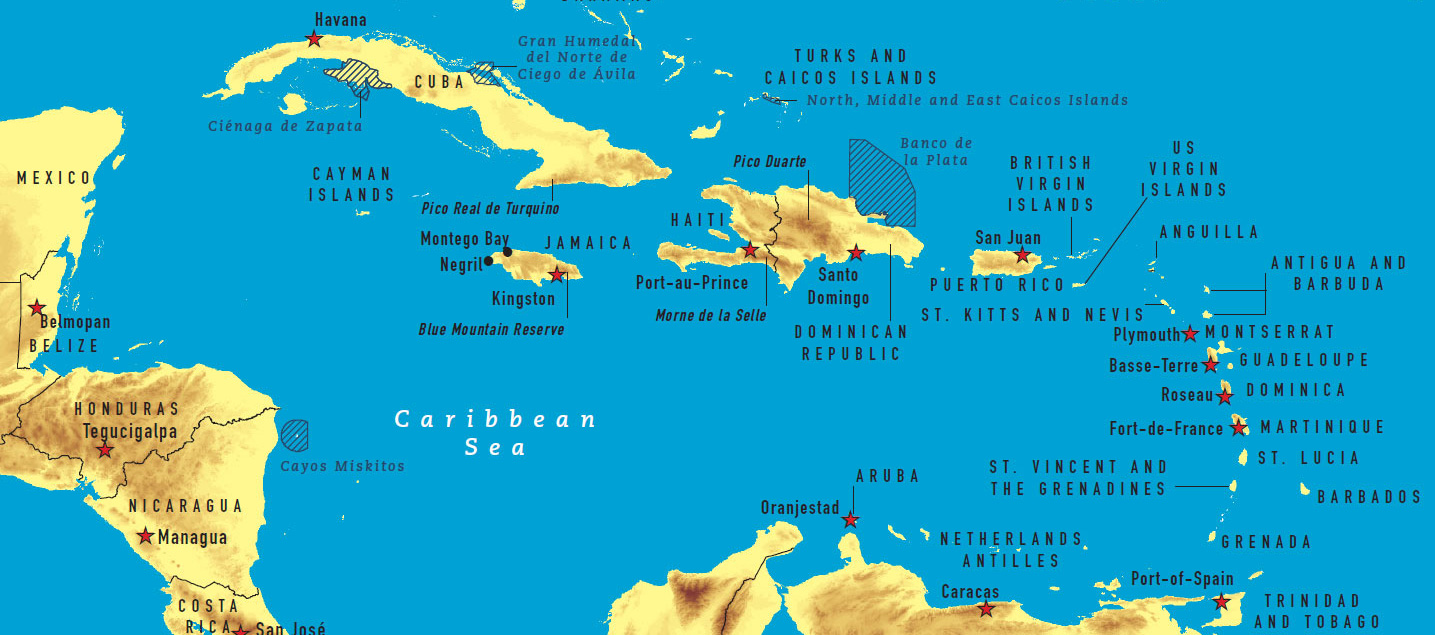 Havana
Gran Humedal
del Norte de
Ciego de Ávila
CUBA
Ciénaga de Zapata
TURKS AND
CAICOS ISLANDS
North, Middle and East Caicos Islands
MEXICO
CAYMAN
ISLANDS
Pico Real de Turquino
Pico Duarte
Banco de
la Plata
BRITISH
VIRGIN
ISLANDS
US
VIRGIN
ISLANDS
HAITI
Montego Bay
JAMAICA
Negril
Kingston
Blue Mountain Reserve
Port-au-Prince
Morne de la Selle
Santo
Domingo
DOMINICAN
REPUBLIC
San Juan
PUERTO RICO
ANGUILLA
ANTIGUA AND
BARBUDA
ST. KITTS AND NEVIS
Plymouth
MONTSERRAT
Basse-Terre
GUADELOUPE
Roseau
DOMINICA
Fort-de-France
MARTINIQUE
ST. LUCIA
ST. VINCENT AND
THE GRENADINES
BARBADOS
GRENADA
Belmopan
BELIZE
HONDURAS
Tegucigalpa
Cayos Miskitos
Caribbean
Sea
NICARAGUA
Managua
COSTA
RICA
San José
ARUBA
Oranjestad
NETHERLANDS
ANTILLES
Caracas
Port-of-Spain
TRINIDAD
AND TOBAGO